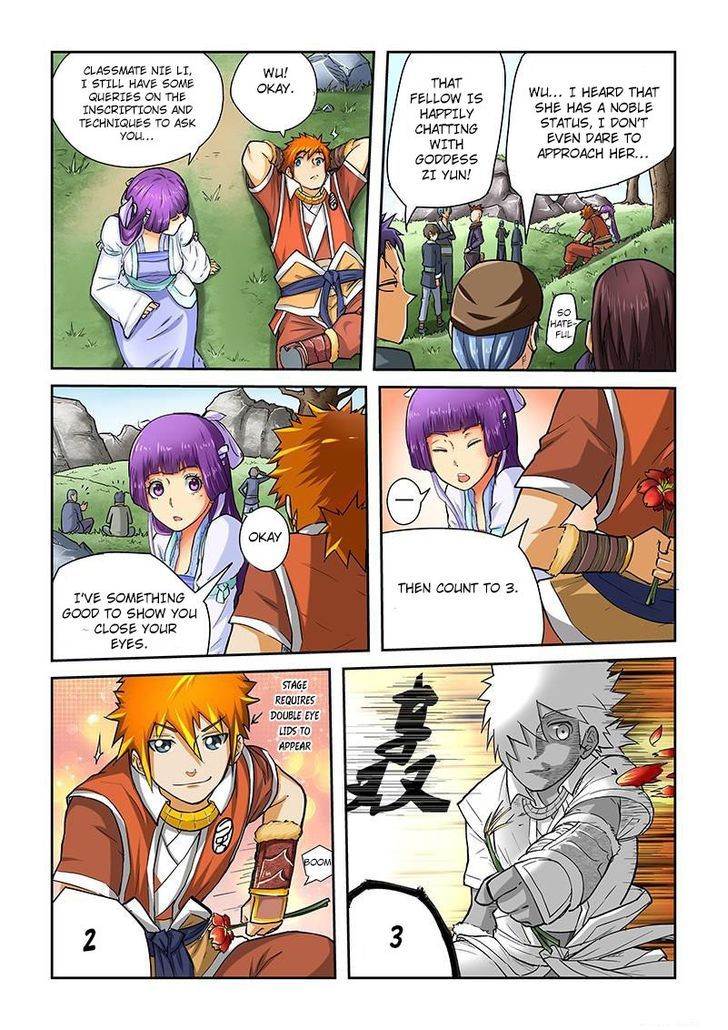 CLASSMATE NIE LI,
I STILL HAVE SOME
QUERIES ON THE
INSCRIPTIONS AND
TECHNIQUES TO ASK
YOU...
WU!
OKAY.
THAT
FELLOW IS
HAPPILY
CHATTING
WITH
GODDESS
ZI YUN!
WU... I HEARD THAT
SHE HAS A NOBLE
STATUS, I DON'T
EVEN DARE TO
APPROACH HER...
SO
HATE-
FUL
OKAY
I'VE SOMETHING
GOOD TO SHOW YOU
CLOSE YOUR
EYES.
—
THEN COUNT TO 3.
STAGE
REQUIRES
DOUBLE EYE
LIDS TO
APPEAR
BOOM
2
3